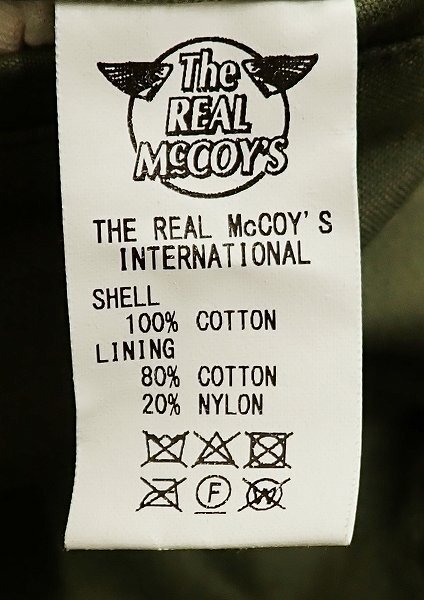 The
REAL
McCOY'S
THE REAL McCOY'S
INTERNATIONAL
SHELL
100% COTTON
LINING
80% COTTON
20% NYLON
F W